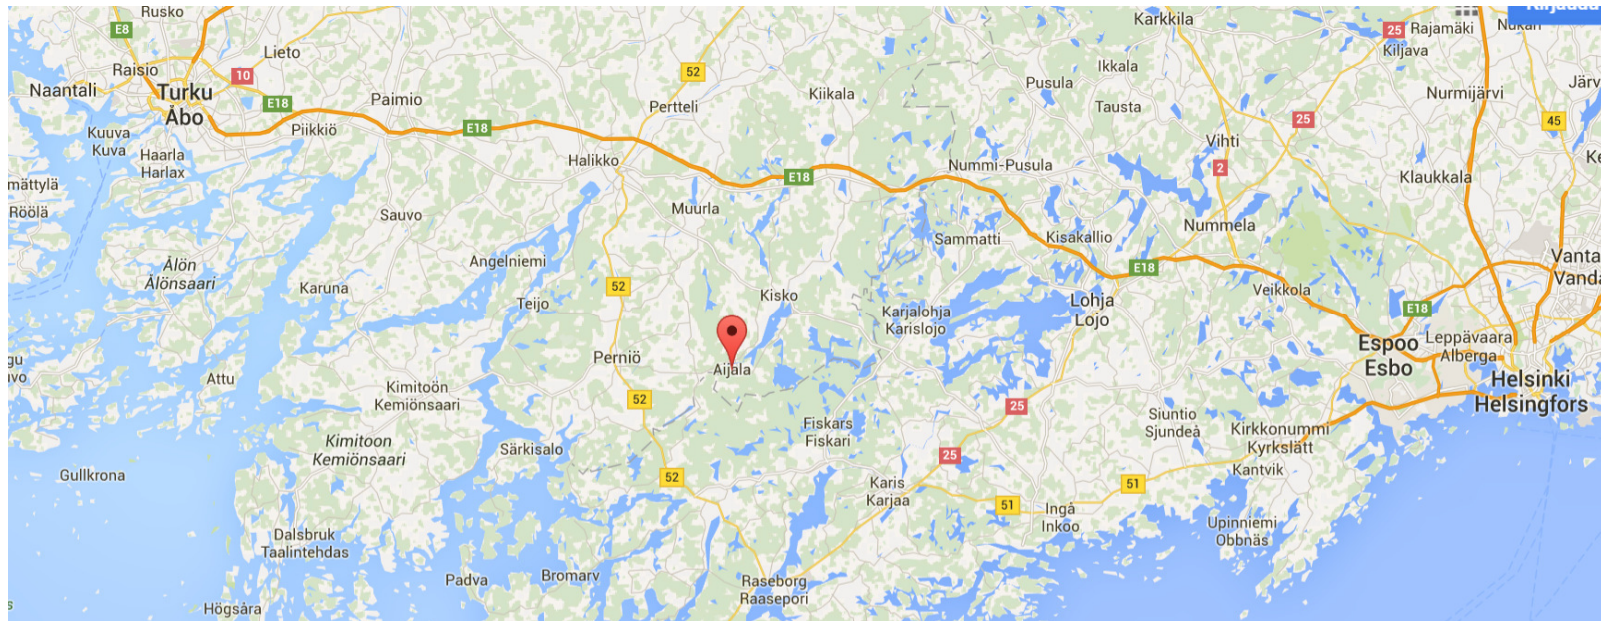 Rusko
E8
Lieto
Raisio
10
Naantali
Turku
Åbo
E18
Paimio
Piikkiö
Kuuva
Kuva
Haarla
Harlax
mättylä
Röölä
Sauvo
Ålön
Ålönsaari
Karuna
Attu
E18
52
Pertteli
Kiikala
Halikko
Muurla
E18
Angelniemi
Teijo
52
Kisko
Perniö
Aijala
Kimitoön
Kemiönsaari
52
Kimitoon
Kemiönsaari
Särkisalo
Gullkrona
52
Dalsbruk
Taalintehdas
Padva
Bromarv
Högsåra
Fiskars
Fiskari
Karis
Karjaa
Raseborg
Raasepori
Karkkila
25
Rajamäki
Kiljava
Ikkala
Pusula
Tausta
Nurmijärvi
25
45
Vihti
2
Nummi-Pusula
Klaukkala
Nummela
Kisakallio
Sammatti
E18
Veikkola
Vanta
Vanda
Karjalohja
Karislojo
Lohja
Lojo
E18
Espoo
Esbo
Leppävaara
Alberga
Helsinki
Helsingfors
25
Siuntio
Sjundeå
Kirkkonummi
Kyrkslätt
Kantvik
25
51
51
Ingå
Inkoo
Upinniemi
Obbnäs